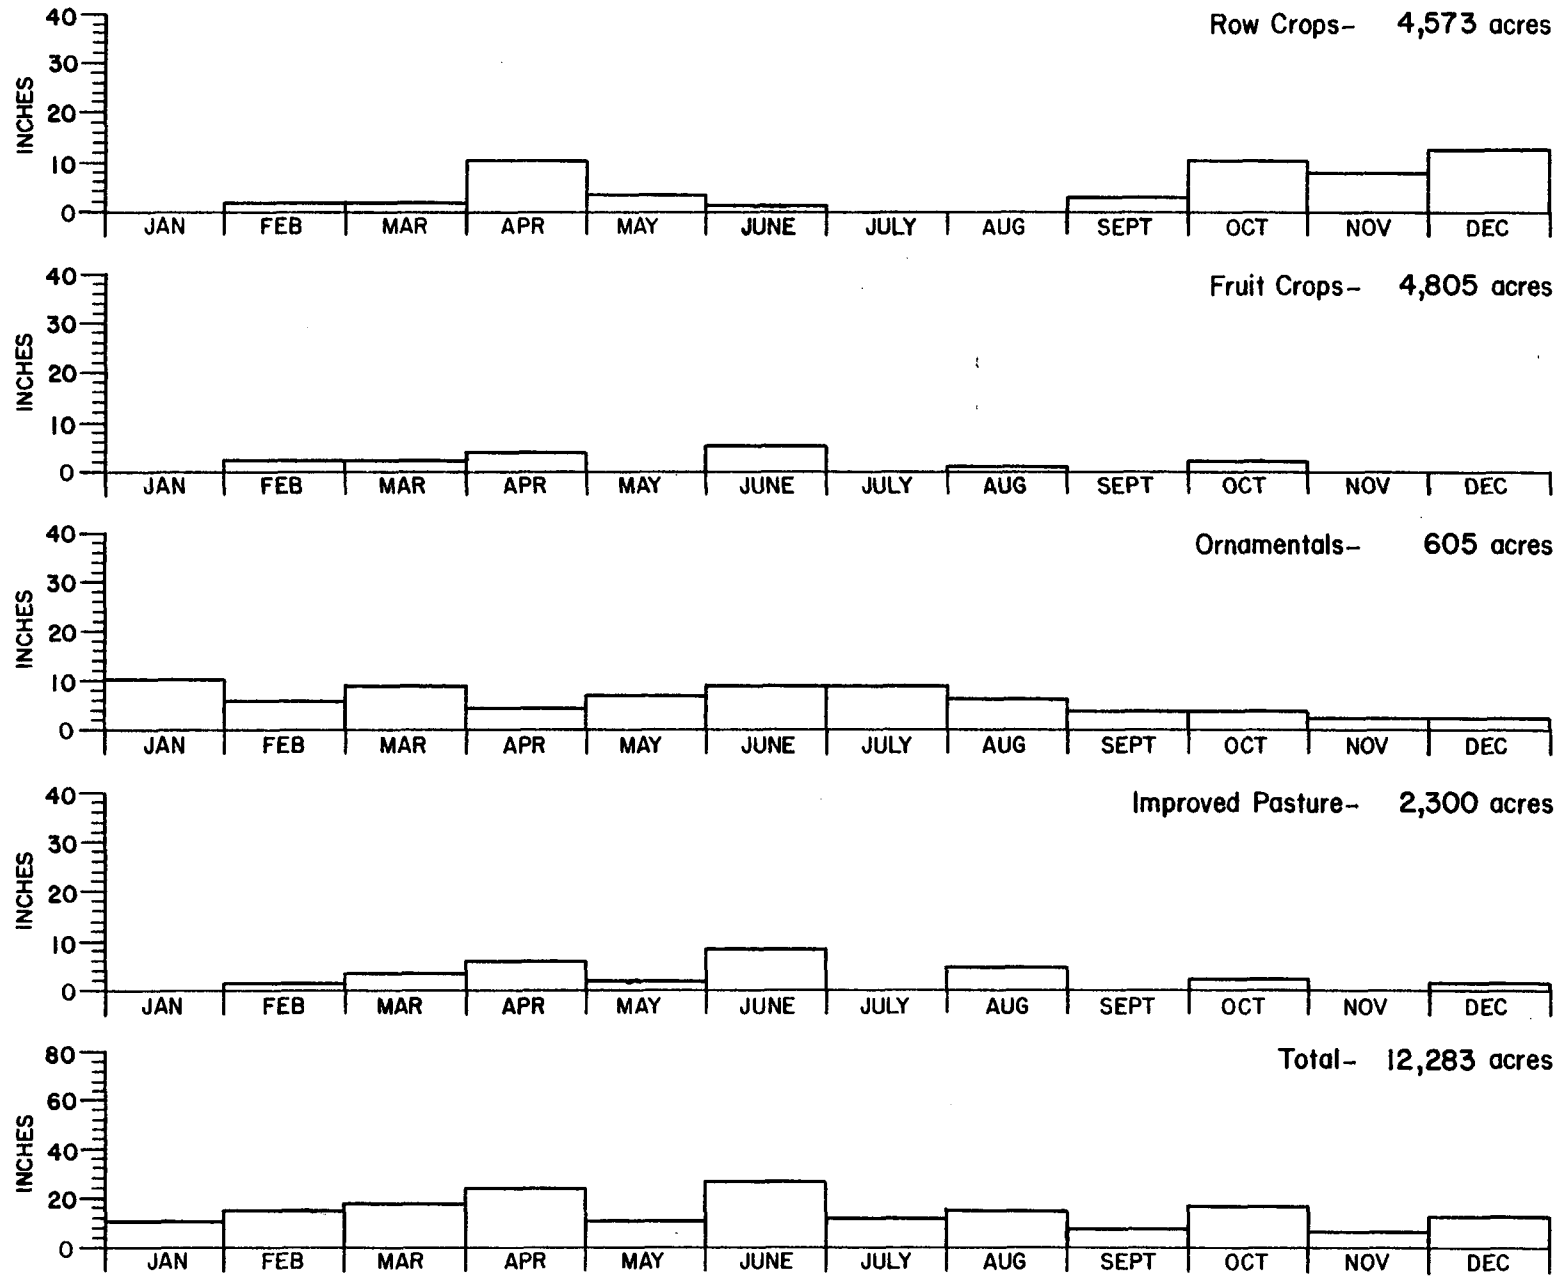 40
Row Crops– 4,573 acres
30
INCHES
20
10
0
JAN FEB MAR APR MAY JUNE JULY AUG SEPT OCT NOV DEC
40
Fruit Crops– 4,805 acres
30
INCHES
20
10
0
JAN FEB MAR APR MAY JUNE JULY AUG SEPT OCT NOV DEC
40
Ornamentals– 605 acres
30
INCHES
20
10
0
JAN FEB MAR APR MAY JUNE JULY AUG SEPT OCT NOV DEC
40
Improved Pasture– 2,300 acres
30
INCHES
20
10
0
JAN FEB MAR APR MAY JUNE JULY AUG SEPT OCT NOV DEC
80
Total– 12,283 acres
60
INCHES
40
20
0
JAN FEB MAR APR MAY JUNE JULY AUG SEPT OCT NOV DEC